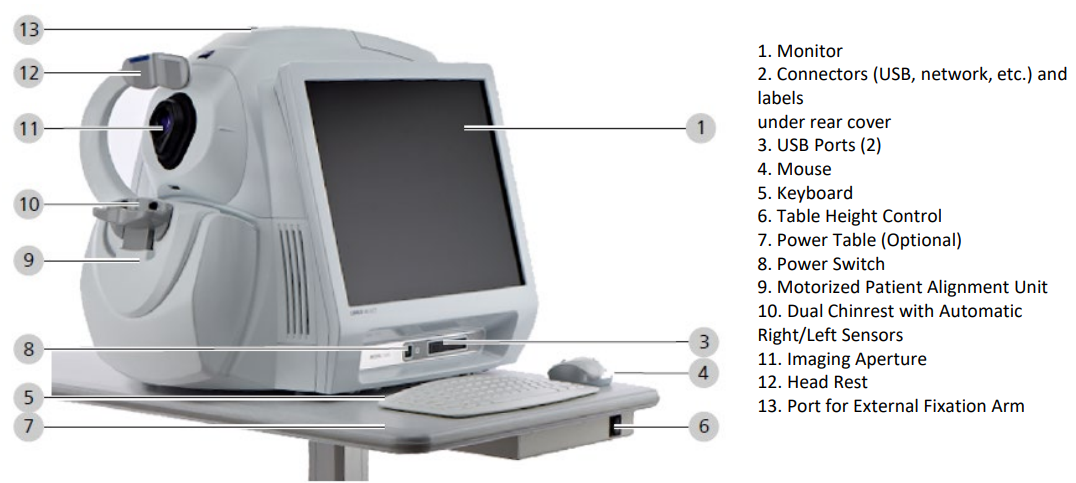 13
12
11
10
9
8
5
7
1
3
4
6
1. Monitor
2. Connectors (USB, network, etc.) and
labels
under rear cover
3. USB Ports (2)
4. Mouse
5. Keyboard
6. Table Height Control
7. Power Table (Optional)
8. Power Switch
9. Motorized Patient Alignment Unit
10. Dual Chinrest with Automatic
Right/Left Sensors
11. Imaging Aperture
12. Head Rest
13. Port for External Fixation Arm